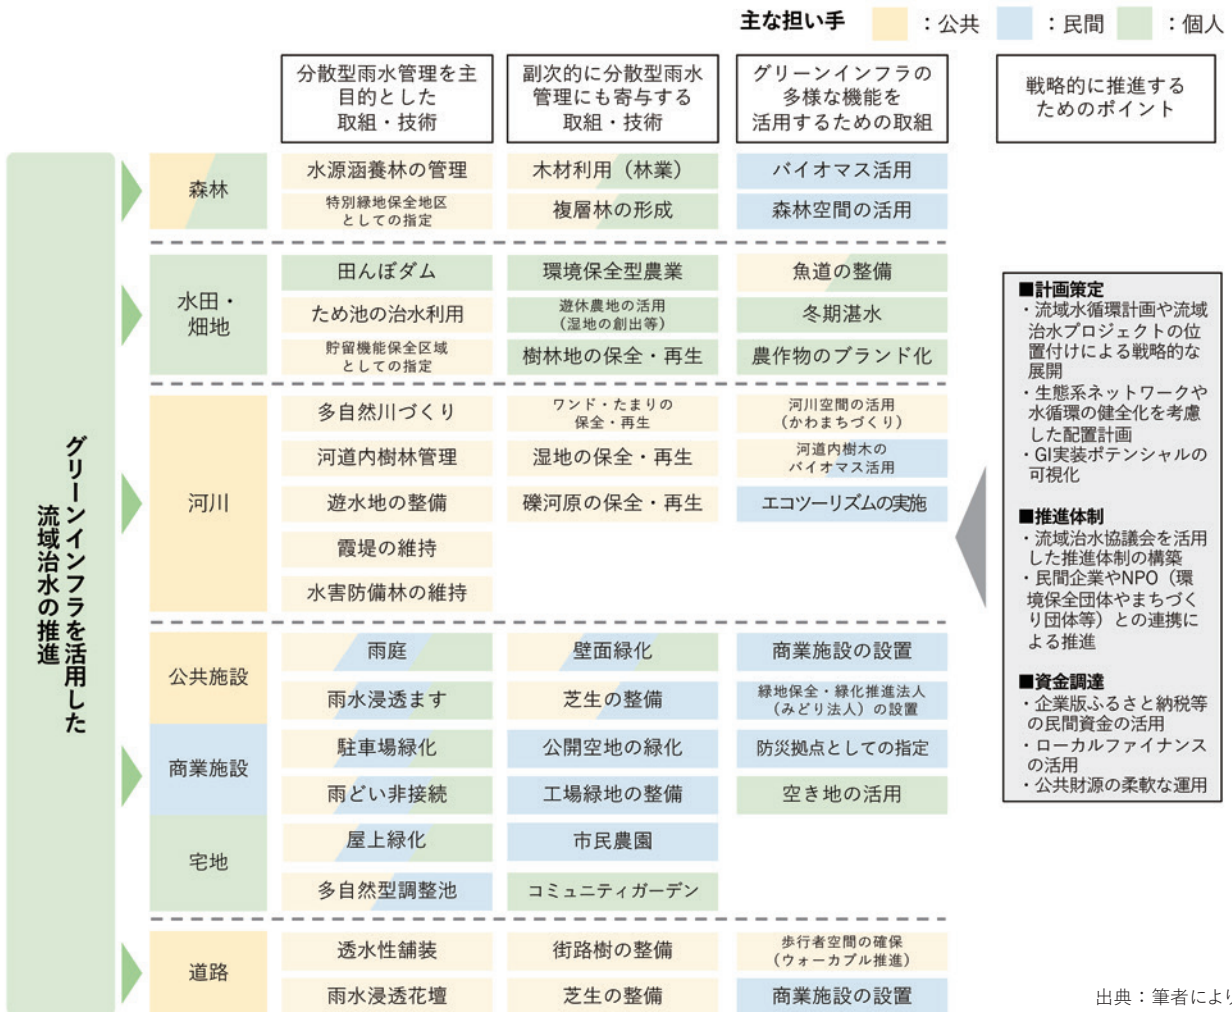 主な担い手 ：公共 ：民間 ：個人
分散型雨水管理を主
目的とした
取組・技術
副次的に分散型雨水
管理にも寄与する
取組・技術
グリーンインフラの
多様な機能を
活用するための取組
戦略的に推進する
ためのポイント
グリーンインフラを活用した
流域治水の推進
森林
水源涵養林の管理
木材利用（林業）
バイオマス活用
特別緑地保全地区
としての指定
複層林の形成
森林空間の活用
水田・
畑地
田んぼダム
環境保全型農業
魚道の整備
ため池の治水利用
遊休農地の活用
（湿地の創出等）
冬期湛水
貯留機能保全区域
としての指定
樹林地の保全・再生
農作物のブランド化
河川
多自然川づくり
ワンド・たまりの
保全・再生
河川空間の活用
（かわまちづくり）
河道内樹林管理
湿地の保全・再生
河道内樹木の
バイオマス活用
遊水地の整備
礫河原の保全・再生
エコツーリズムの実施
霞堤の維持
水害防備林の維持
公共施設
雨庭
壁面緑化
商業施設の設置
雨水浸透ます
芝生の整備
緑地保全・緑化推進法人
（みどり法人）の設置
商業施設
駐車場緑化
公開空地の緑化
防災拠点としての指定
雨どい非接続
工場緑地の整備
空き地の活用
宅地
屋上緑化
市民農園
多自然型調整池
コミュニティガーデン
道路
透水性舗装
街路樹の整備
歩行者空間の確保
（ウォーカブル推進）
雨水浸透花壇
芝生の整備
商業施設の設置
■計画策定
・流域水循環計画や流域
治水プロジェクトの位
置付けによる戦略的な
展開
・生態系ネットワークや
水循環の健全化を考慮
した配置計画
・GI実装ポテンシャルの
可視化
■推進体制
・流域治水協議会を活用
した推進体制の構築
・民間企業やNPO（環
境保全団体やまちづく
り団体等）との連携に
よる推進
■資金調達
・企業版ふるさと納税等
の民間資金の活用
・ローカルファイナンス
の活用
・公共財源の柔軟な運用
出典：筆者によ